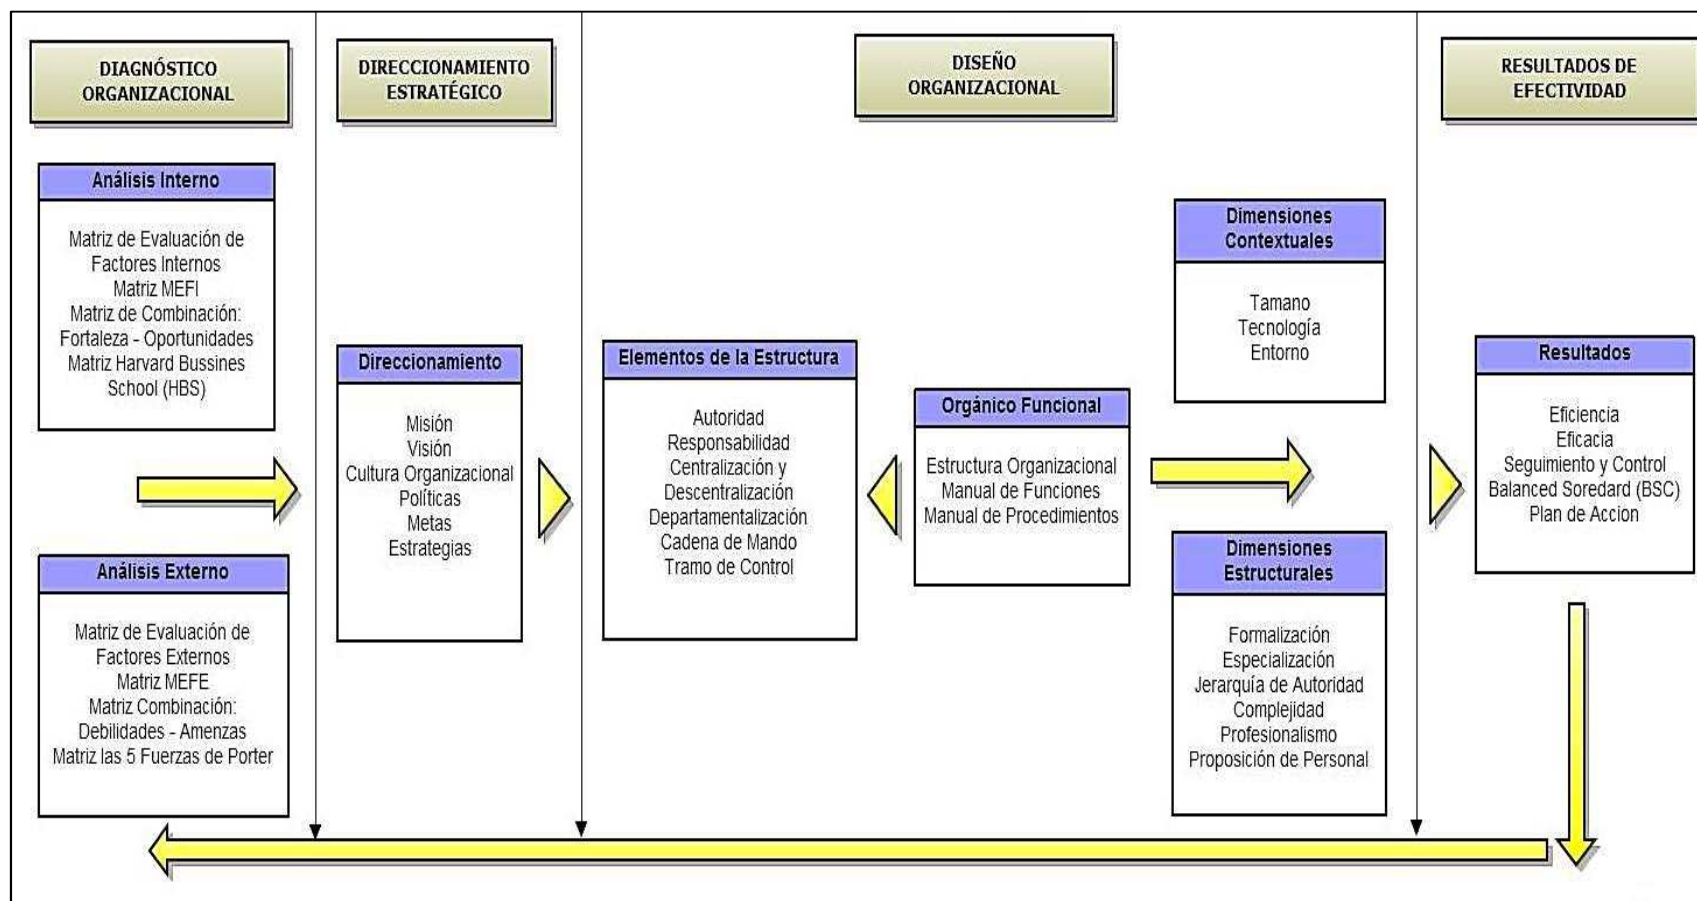 DIAGNÓSTICO
ORGANIZACIONAL
DIRECCIONAMIENTO
ESTRATÉGICO
DISEÑO
ORGANIZACIONAL
RESULTADOS DE
EFECTIVIDAD
Análisis Interno
Matriz de Evaluación de
Factores Internos
Matriz MEFI
Matriz de Combinación:
Fortaleza - Oportunidades
Matriz Harvard Bussines
School (HBS)
Análisis Externo
Matriz de Evaluación de
Factores Externos
Matriz MEFE
Matriz Combinación:
Debilidades - Amenzas
Matriz las 5 Fuerzas de Porter
Direccionamiento
Misión
Visión
Cultura Organizacional
Políticas
Metas
Estrategias
Elementos de la Estructura
Autoridad
Responsabilidad
Centralización y
Descentralización
Departamentalización
Cadena de Mando
Tramo de Control
Orgánico Funcional
Estructura Organizacional
Manual de Funciones
Manual de Procedimientos
Dimensiones
Contextuales
Tamano
Tecnología
Entorno
Dimensiones
Estructurales
Formalización
Especialización
Jerarquía de Autoridad
Complejidad
Profesionalismo
Proposición de Personal
Resultados
Eficiencia
Eficacia
Seguimiento y Control
Balanced Soredard (BSC)
Plan de Accion